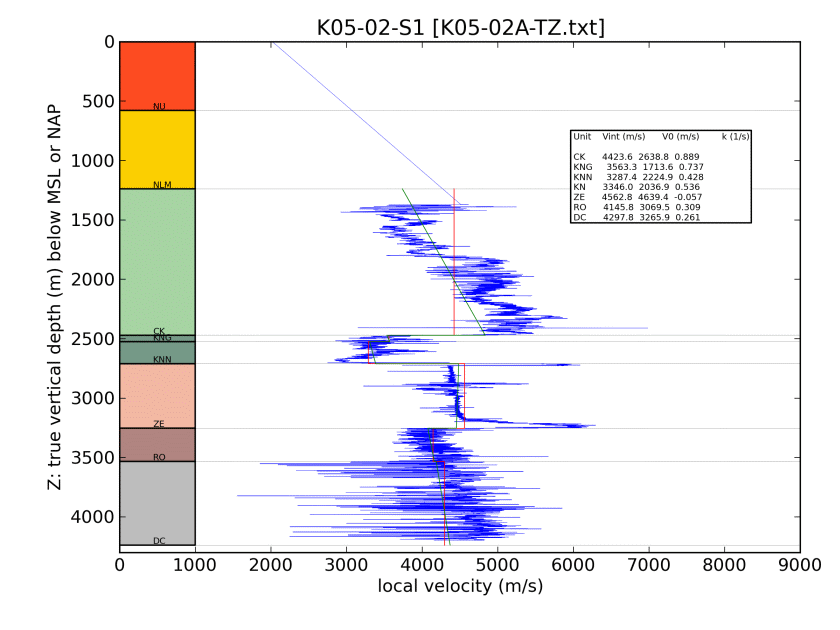 K05-02-S1 [K05-02A-TZ.txt]
Z: true vertical depth (m) below MSL or NAP
0
500
1000
1500
2000
2500
3000
3500
4000
NU
NLM
CK
KNG
KNN
ZE
RO
DC
Unit Vint (m/s) V0 (m/s) k (1/s)
CK 4423.6 2638.8 0.889
KNG 3563.3 1713.6 0.737
KNN 3287.4 2224.9 0.428
KN 3346.0 2036.9 0.536
ZE 4562.8 4639.4 -0.057
RO 4145.8 3069.5 0.309
DC 4297.8 3265.9 0.261
0 1000 2000 3000 4000 5000 6000 7000 8000 9000
local velocity (m/s)